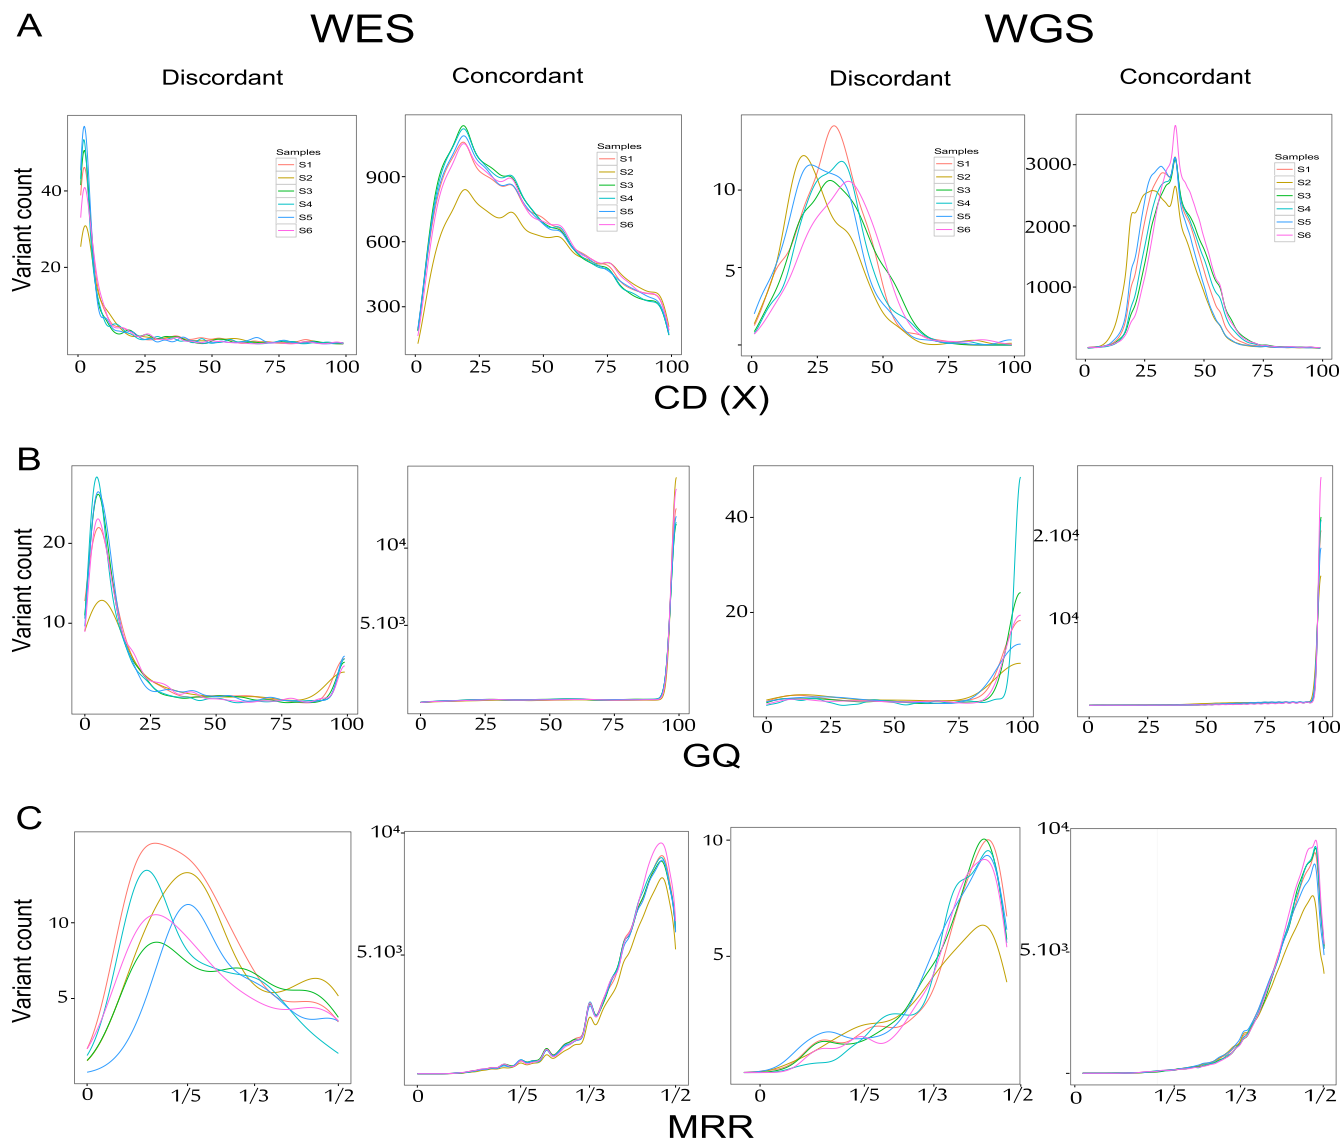 A
WES
WGS
Discordant
Concordant
Discordant
Concordant
Variant count
40
20
0
25
50
75
100
Samples
S1
S2
S3
S4
S5
S6
900
600
300
0
25
50
75
100
Samples
S1
S2
S3
S4
S5
S6
10
5
0
25
50
75
100
Samples
S1
S2
S3
S4
S5
S6
3000
2000
1000
0
25
50
75
100
Samples
S1
S2
S3
S4
S5
S6
CD (X)
B
Variant count
20
10
0
25
50
75
100
10⁴
5.10³
0
25
50
75
100
40
20
0
25
50
75
100
2.10⁴
10⁴
0
25
50
75
100
GQ
C
Variant count
10
5
0
1/5
1/3
1/2
10⁴
5.10³
0
1/5
1/3
1/2
10
5
0
1/5
1/3
1/2
10⁴
5.10³
0
1/5
1/3
1/2
MRR